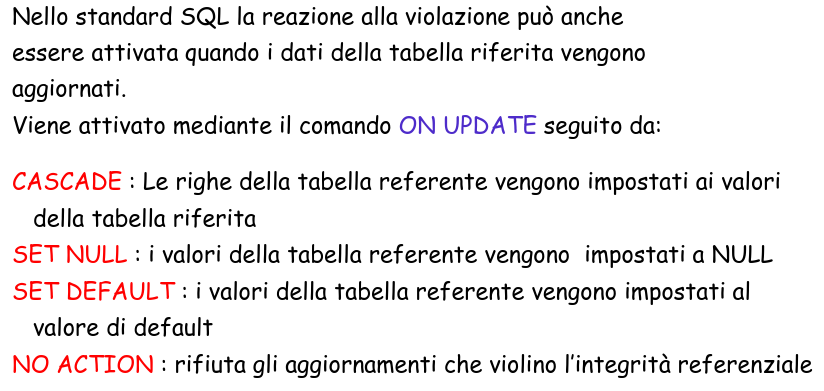 Nello standard SQL la reazione alla violazione può anche
essere attivata quando i dati della tabella riferita vengono
aggiornati.
Viene attivato mediante il comando ON UPDATE seguito da:
CASCADE : Le righe della tabella referente vengono impostati ai valori
della tabella riferita
SET NULL : i valori della tabella referente vengono impostati a NULL
SET DEFAULT : i valori della tabella referente vengono impostati al
valore di default
NO ACTION : rifiuta gli aggiornamenti che violino l'integrità referenziale